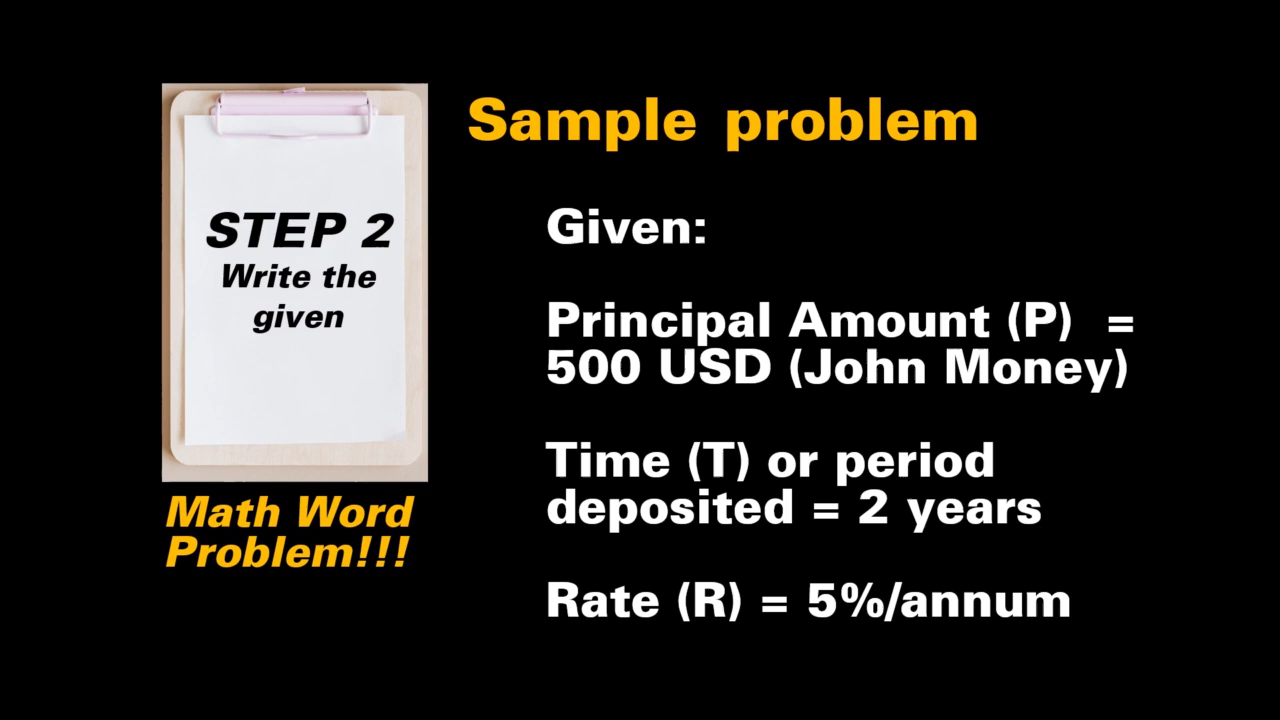 STEP 2
Write the
given
Math Word
Problem!!!
Sample problem
Given:
Principal Amount (P) =
500 USD (John Money)
Time (T) or period
deposited = 2 years
Rate (R) = 5%/annum